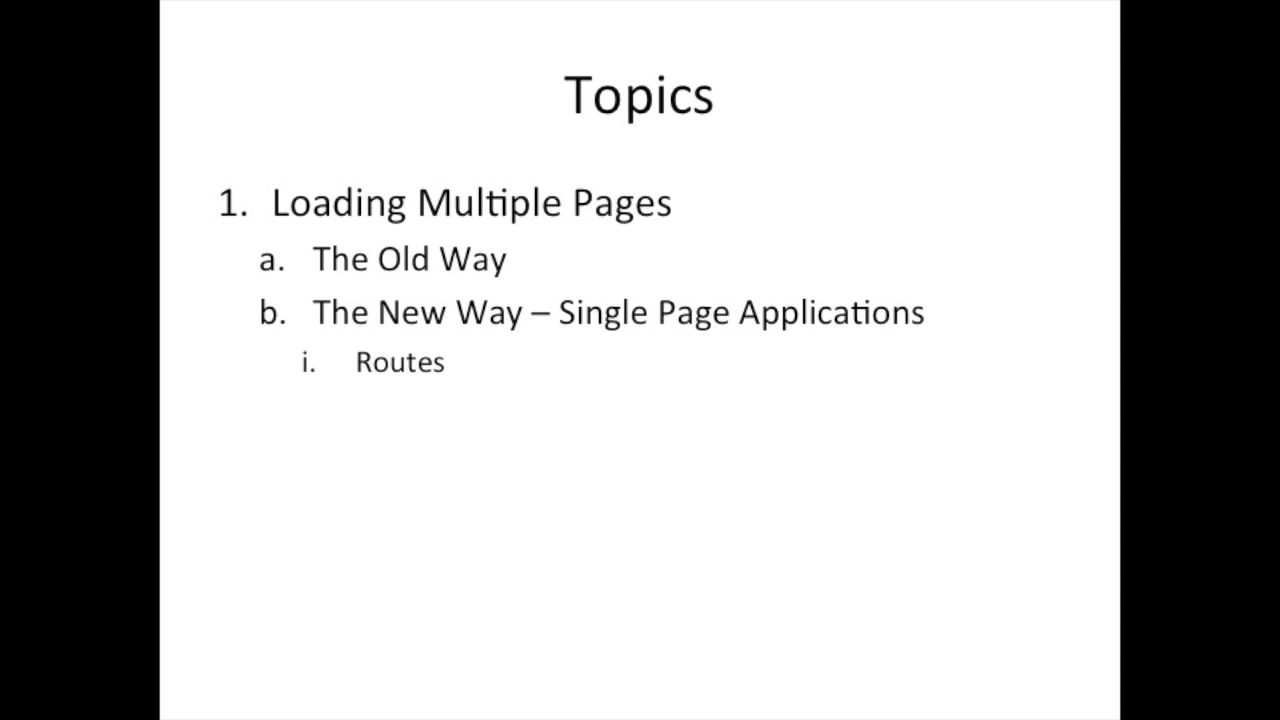 Topics
1. Loading Multiple Pages
a. The Old Way
b. The New Way – Single Page Applications
i. Routes